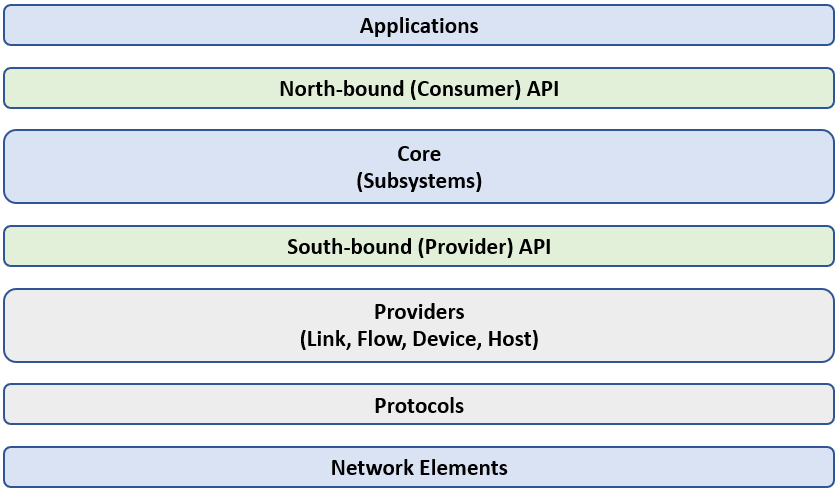 Applications
North-bound (Consumer) API
Core
(Subsystems)
South-bound (Provider) API
Providers
(Link, Flow, Device, Host)
Protocols
Network Elements